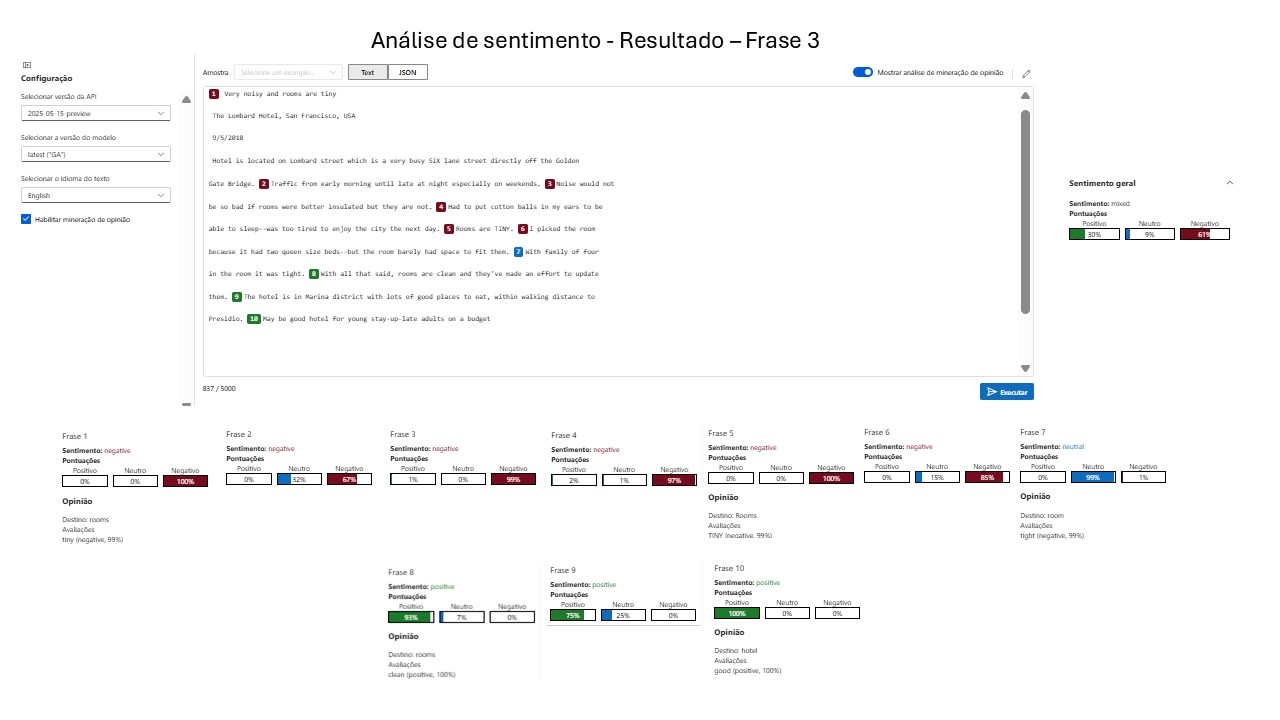 Análise de sentimento - Resultado – Frase 3
Configuração
Selecionar versão da API
2025-05-15-preview
Selecionar a versão do modelo
latest ("GA")
Selecionar o idioma do texto
English
Habilitar mineração de opinião
Amostra Selecione um exemplo... Text JSON
Mostrar análise de mineração de opinião
1 Very noisy and rooms are tiny
The Lombard Hotel, San Francisco, USA
9/5/2018
Hotel is located on Lombard street which is a very busy SIX lane street directly off the Golden
Gate Bridge. 2 Traffic from early morning until late at night especially on weekends. 3 Noise would not
be so bad if rooms were better insulated but they are not. 4 Had to put cotton balls in my ears to be
able to sleep--was too tired to enjoy the city the next day. 5 Rooms are TINY. 6 I picked the room
because it had two queen size beds--but the room barely had space to fit them. 7 With family of four
in the room it was tight. 8 With all that said, rooms are clean and they've made an effort to update
them. 9 The hotel is in Marina district with lots of good places to eat, within walking distance to
Presidio. 10 May be good hotel for young stay-up-late adults on a budget
837 / 5000
Executar
Sentimento geral
Sentimento: mixed
Pontuações
Positivo Neutro Negativo
30% 9% 61%
Frase 1
Sentimento: negative
Pontuações
Positivo Neutro Negativo
0% 0% 100%
Opinião
Destino: rooms
Avaliações
tiny (negative, 99%)
Frase 2
Sentimento: negative
Pontuações
Positivo Neutro Negativo
0% 32% 67%
Frase 3
Sentimento: negative
Pontuações
Positivo Neutro Negativo
1% 0% 99%
Frase 4
Sentimento: negative
Pontuações
Positivo Neutro Negativo
2% 1% 97%
Frase 5
Sentimento: negative
Pontuações
Positivo Neutro Negativo
0% 0% 100%
Opinião
Destino: Rooms
Avaliações
TINY (negative, 99%)
Frase 6
Sentimento: negative
Pontuações
Positivo Neutro Negativo
0% 15% 85%
Frase 7
Sentimento: neutral
Pontuações
Positivo Neutro Negativo
0% 99% 1%
Opinião
Destino: room
Avaliações
tight (negative, 99%)
Frase 8
Sentimento: positive
Pontuações
Positivo Neutro Negativo
93% 7% 0%
Opinião
Destino: rooms
Avaliações
clean (positive, 100%)
Frase 9
Sentimento: positive
Pontuações
Positivo Neutro Negativo
75% 25% 0%
Frase 10
Sentimento: positive
Pontuações
Positivo Neutro Negativo
100% 0% 0%
Opinião
Destino: hotel
Avaliações
good (positive, 100%)